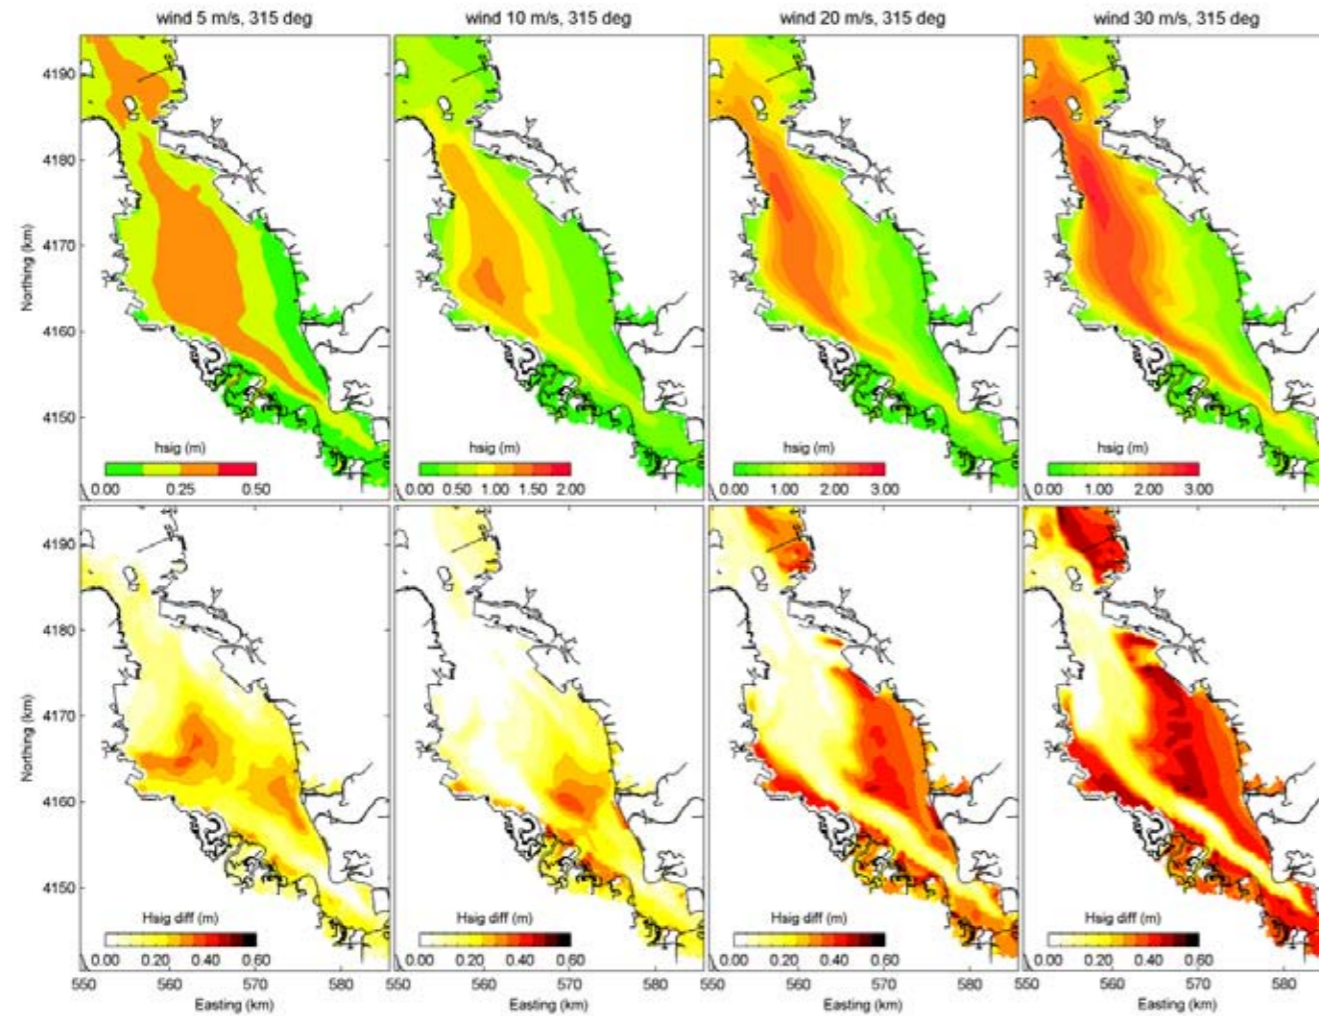 wind 5 m/s, 315 deg
wind 10 m/s, 315 deg
wind 20 m/s, 315 deg
wind 30 m/s, 315 deg
4190
4180
4170
4160
4150
Northing (km)
hsig (m)
0.00 0.25 0.50
hsig (m)
0.00 0.50 1.00 1.50 2.00
hsig (m)
0.00 1.00 2.00 3.00
hsig (m)
0.00 1.00 2.00 3.00
4190
4180
4170
4160
4150
Northing (km)
Hsig diff (m)
0.00 0.20 0.40 0.60
Hsig diff (m)
0.00 0.20 0.40 0.60
Hsig diff (m)
0.00 0.20 0.40 0.60
Hsig diff (m)
0.00 0.20 0.40 0.60
550 560 570 580
560 570 580
550 560 570 580
550 560 570 580
Easting (km)
Easting (km)
Easting (km)
Easting (km)